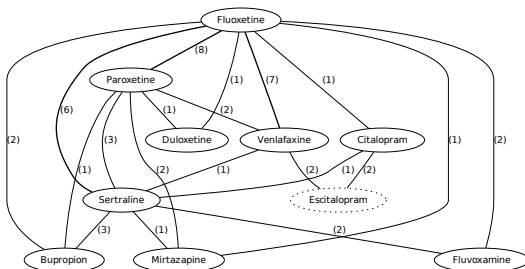 Fluoxetine
(8)
Paroxetine
(1)
(7)
(1)
(6)
(1)
(2)
(2)
(1)
(3)
Duloxetine
Venlafaxine
Citalopram
(1)
(2)
(1)
(2)
(1)
(2)
(1)
(2)
Sertraline
Escitalopram
(3)
(1)
(2)
Bupropion
Mirtazapine
Fluvoxamine